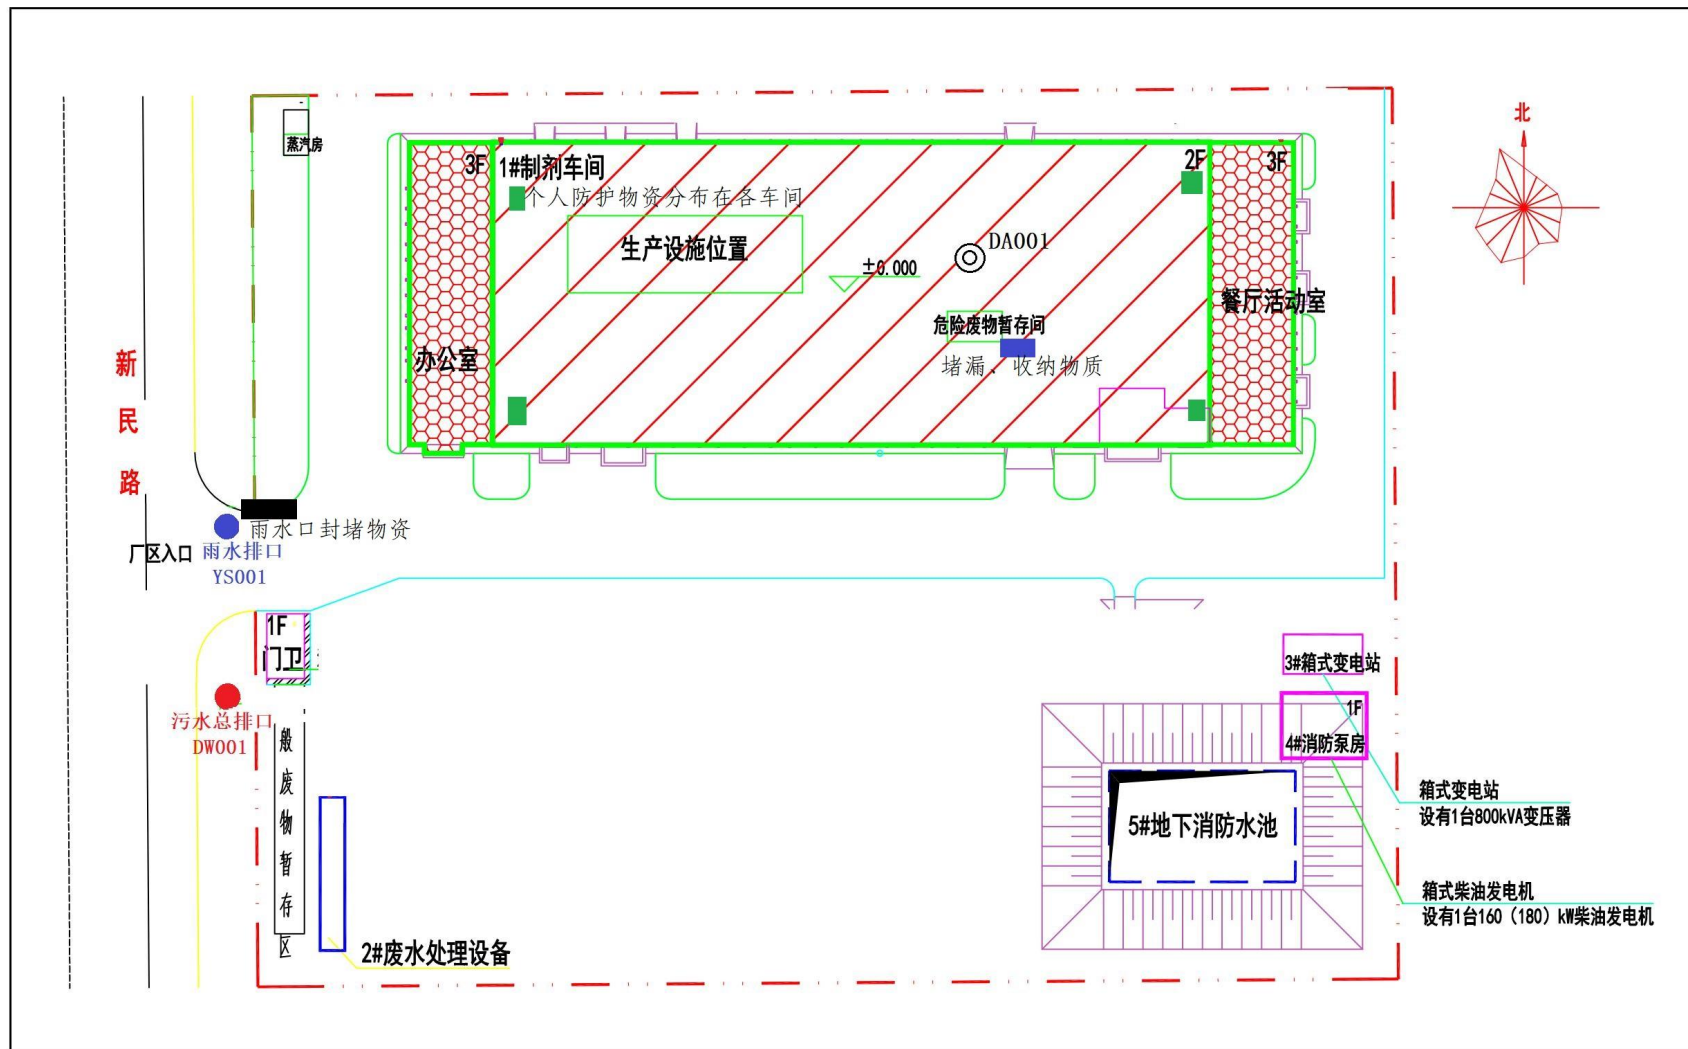 北
蒸汽房
3F
1#制剂车间
2F
3F
个人防护物资分布在各车间
生产设施位置
DA001
±0.000
餐厅活动室
危险废物暂存间
办公室
堵漏、收纳物质
新民路
雨水口封堵物资
厂区入口
雨水排口
YS001
1F
门卫
3#箱式变电站
污水总排口
DW001
1F
4#消防泵房
般废物暂存区
箱式变电站
设有1台800kVA变压器
5#地下消防水池
箱式柴油发电机
设有1台160（180）kW柴油发电机
2#废水处理设备